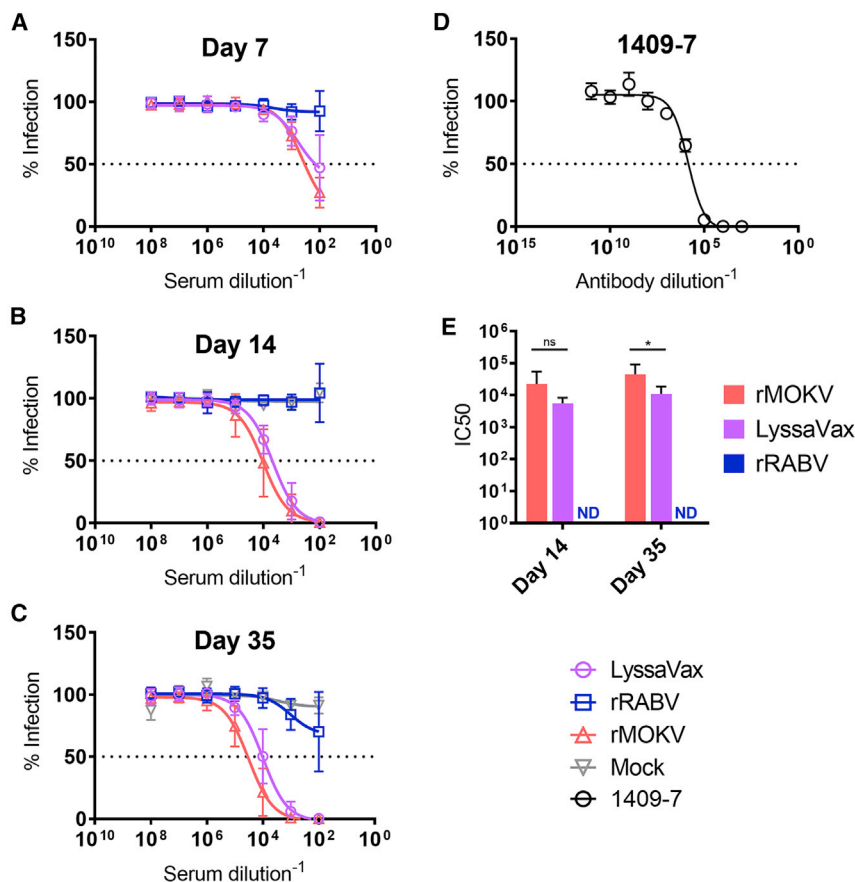 A
Day 7
150
100
50
0
% Infection
10^10 10^8 10^6 10^4 10^2 10^0
Serum dilution^-1
B
Day 14
150
100
50
0
% Infection
10^10 10^8 10^6 10^4 10^2 10^0
Serum dilution^-1
C
Day 35
150
100
50
0
% Infection
10^10 10^8 10^6 10^4 10^2 10^0
Serum dilution^-1
D
1409-7
150
100
50
0
% Infection
10^15 10^10 10^5 10^0
Antibody dilution^-1
E
10^6
10^5
10^4
10^3
10^2
10^1
10^0
IC50
ns
*
ND
ND
Day 14
Day 35
rMOKV
LyssaVax
rRABV
LyssaVax
rRABV
rMOKV
Mock
1409-7